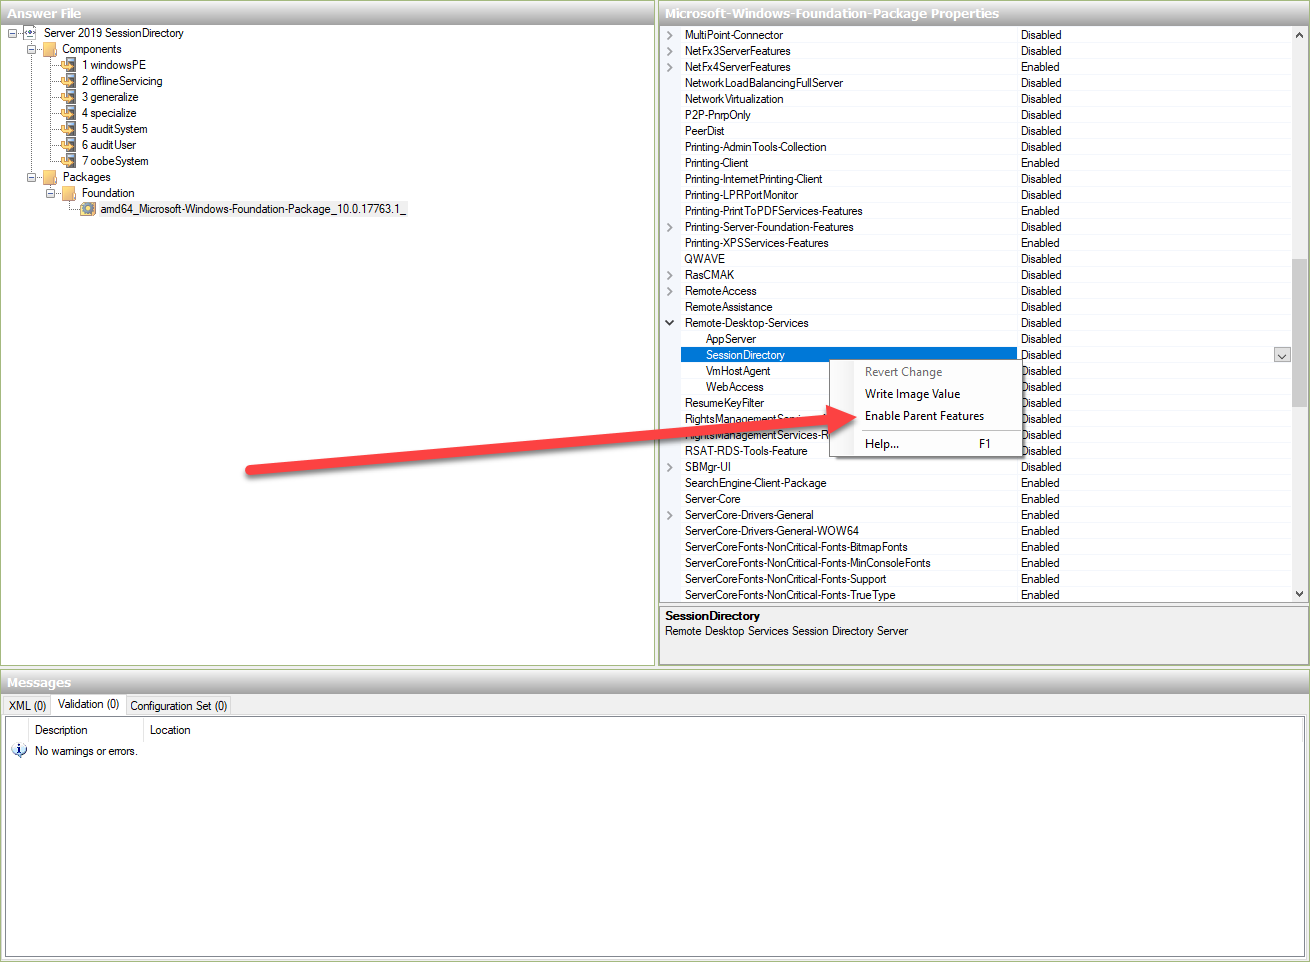 Answer File
Server 2019 SessionDirectory
Components
1 windowsPE
2 offlineServicing
3 generalize
4 specialize
5 auditSystem
6 auditUser
7 oobeSystem
Packages
Foundation
amd64_Microsoft-Windows-Foundation-Package_10.0.17763.1_
Microsoft-Windows-Foundation-Package Properties
MultiPoint-Connector Disabled
NetFx3ServerFeatures Disabled
NetFx4ServerFeatures Enabled
NetworkLoadBalancingFullServer Disabled
NetworkVirtualization Disabled
P2P-PnrpOnly Disabled
PeerDist Disabled
Printing-AdminTools-Collection Disabled
Printing-Client Enabled
Printing-InternetPrinting-Client Disabled
Printing-LPRPortMonitor Disabled
Printing-PrintToPDFServices-Features Enabled
Printing-Server-Foundation-Features Disabled
Printing-XPSServices-Features Enabled
QWAVE Disabled
RasCMAK Disabled
RemoteAccess Disabled
RemoteAssistance Disabled
Remote-Desktop-Services Disabled
AppServer Disabled
SessionDirectory Disabled
VmHostAgent Disabled
WebAccess Disabled
ResumeKeyFilter Disabled
RightsManagementServices- Disabled
RightsManagementServices-R Disabled
RSAT-RDS-Tools-Feature Disabled
SBMgr-UI Disabled
SearchEngine-Client-Package Enabled
Server-Core Enabled
ServerCore-Drivers-General Enabled
ServerCore-Drivers-General-WOW64 Enabled
ServerCoreFonts-NonCritical-Fonts-BitmapFonts Enabled
ServerCoreFonts-NonCritical-Fonts-MinConsoleFonts Enabled
ServerCoreFonts-NonCritical-Fonts-Support Enabled
ServerCoreFonts-NonCritical-Fonts-TrueType Enabled
Revert Change
Write Image Value
Enable Parent Features
Help... F1
SessionDirectory
Remote Desktop Services Session Directory Server
Messages
XML (0) Validation (0) Configuration Set (0)
Description Location
No warnings or errors.